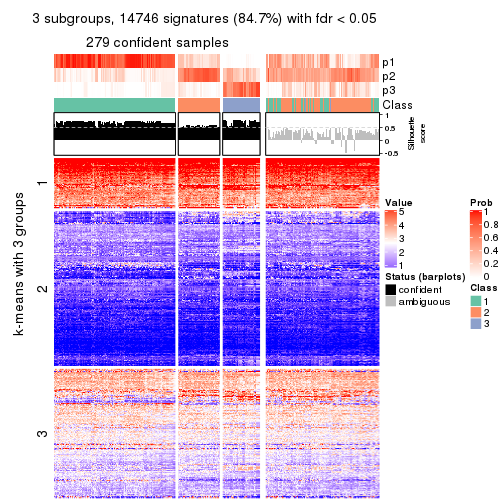 3 subgroups, 14746 signatures (84.7%) with fdr < 0.05
279 confident samples
p1
p2
p3
Class
1
0.5
0
-0.5
Silhouette
score
k-means with 3 groups
1
2
3
Value
5
4
3
2
1
Status (barplots)
confident
ambiguous
Prob
1
0.8
0.6
0.4
0.2
0
Class
1
2
3